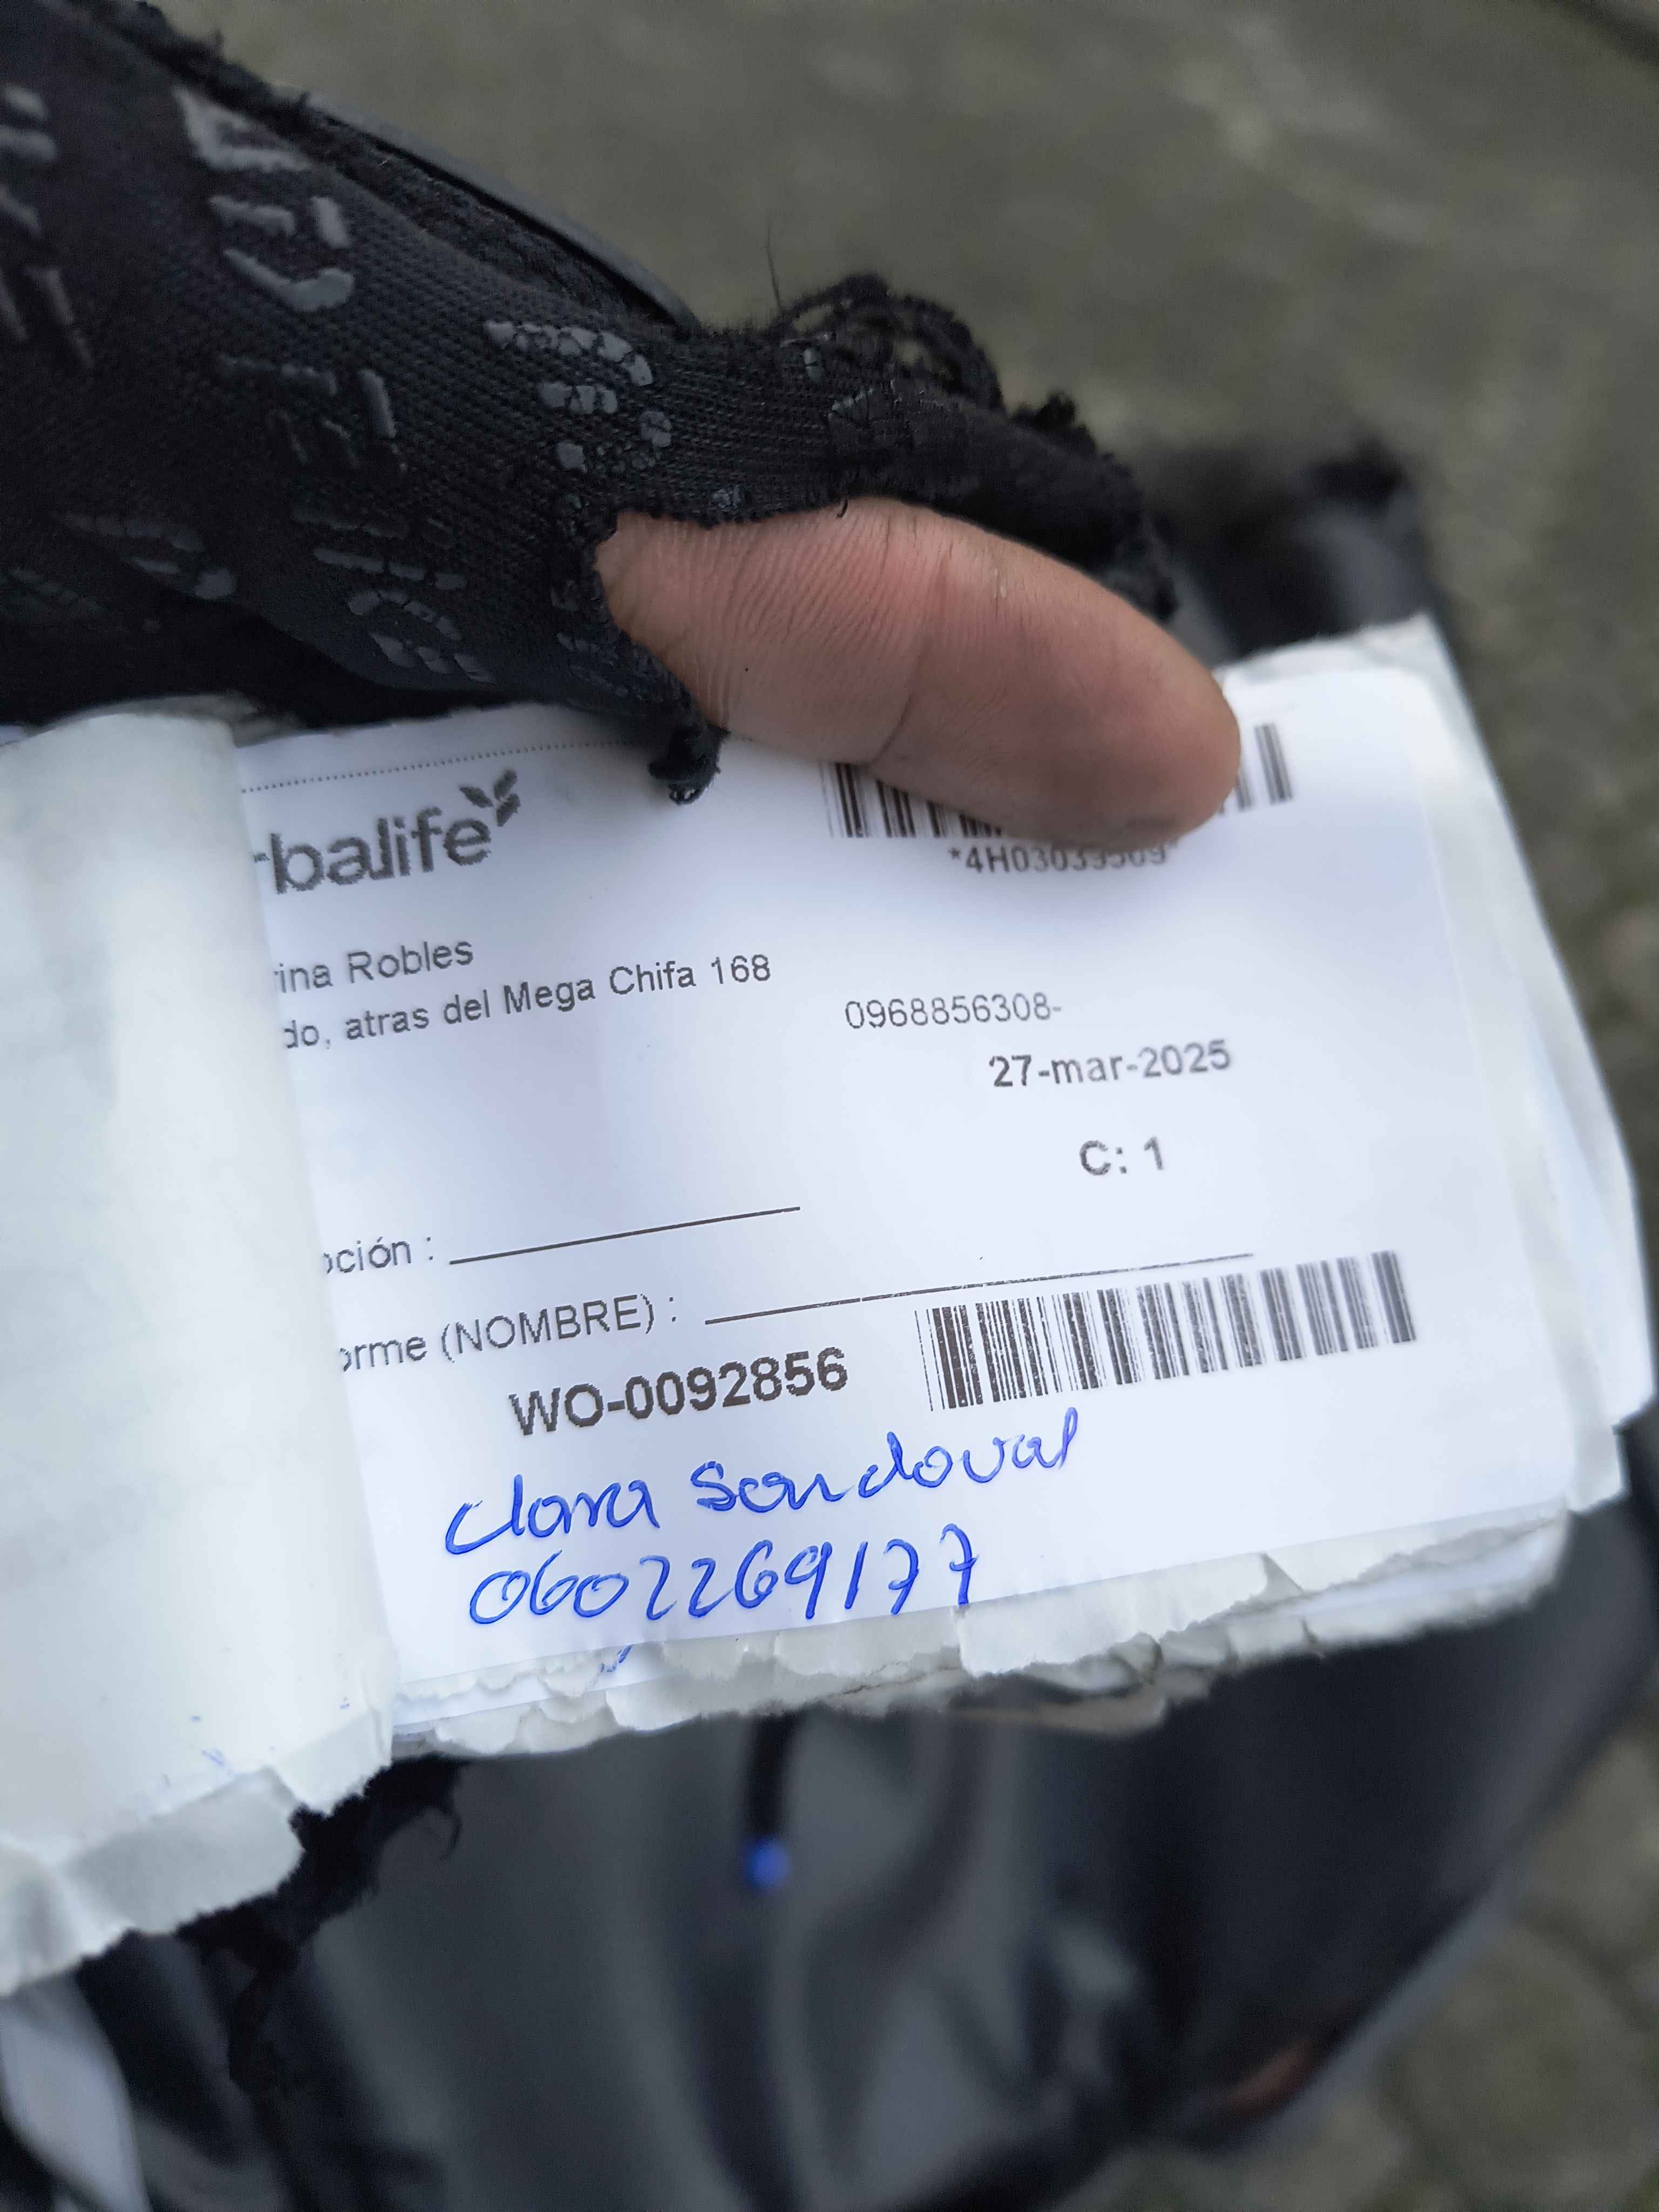 rbalife
rina Robles
do, atras del Mega Chifa 168
0968856308-
27-mar-2025
C: 1
pción :
orme (NOMBRE) :
WO-0092856
Clara Sandoval
0602269177